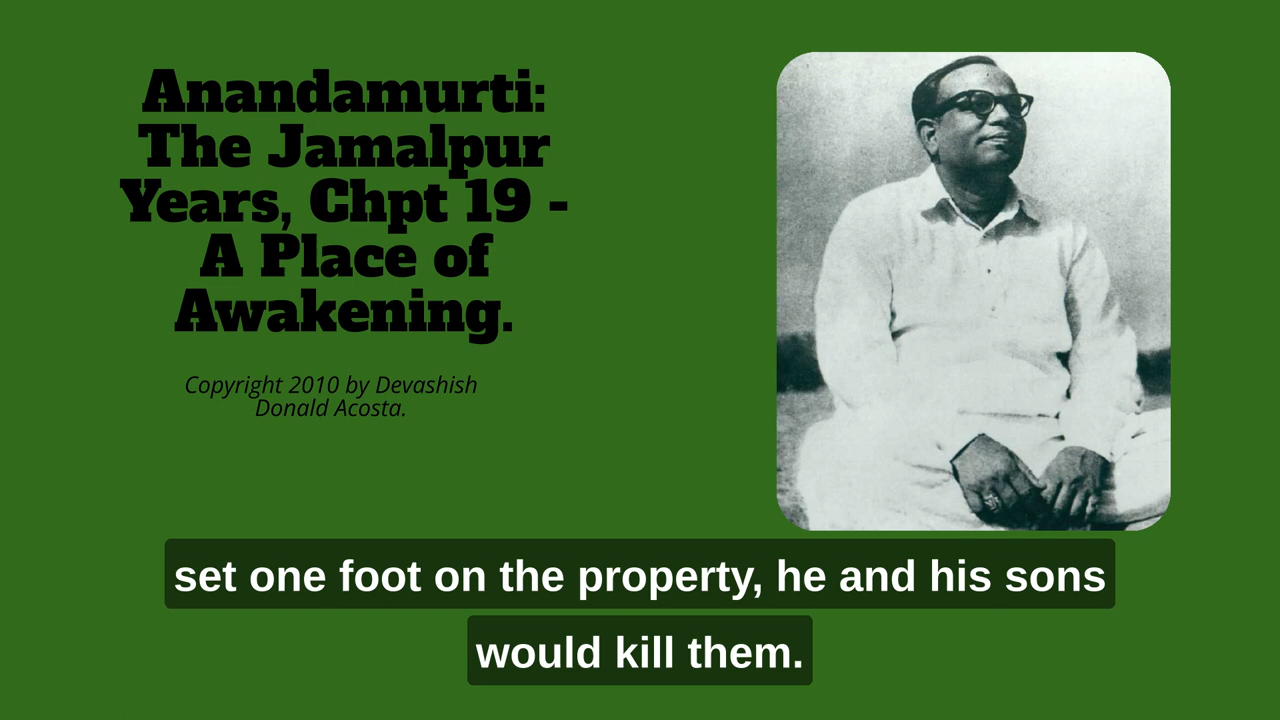 Anandamurti:
The Jamalpur
Years, Chpt 19 -
A Place of
Awakening.
Copyright 2010 by Devashish
Donald Acosta.
set one foot on the property, he and his sons
would kill them.